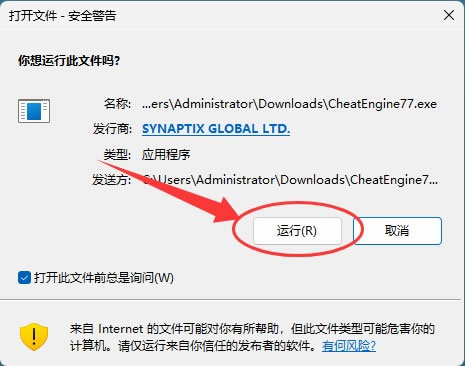 打开文件 - 安全警告
你想运行此文件吗?
名称: ...ers\Administrator\Downloads\CheatEngine77.exe
发行商: SYNAPTIX GLOBAL LTD.
类型: 应用程序
发送方: C:\Users\Administrator\Downloads\CheatEngine7...
运行(R) 取消
打开此文件前总是询问(W)
来自 Internet 的文件可能对你有所帮助，但此文件类型可能危害你的
计算机。请仅运行来自你信任的发布者的软件。有何风险?